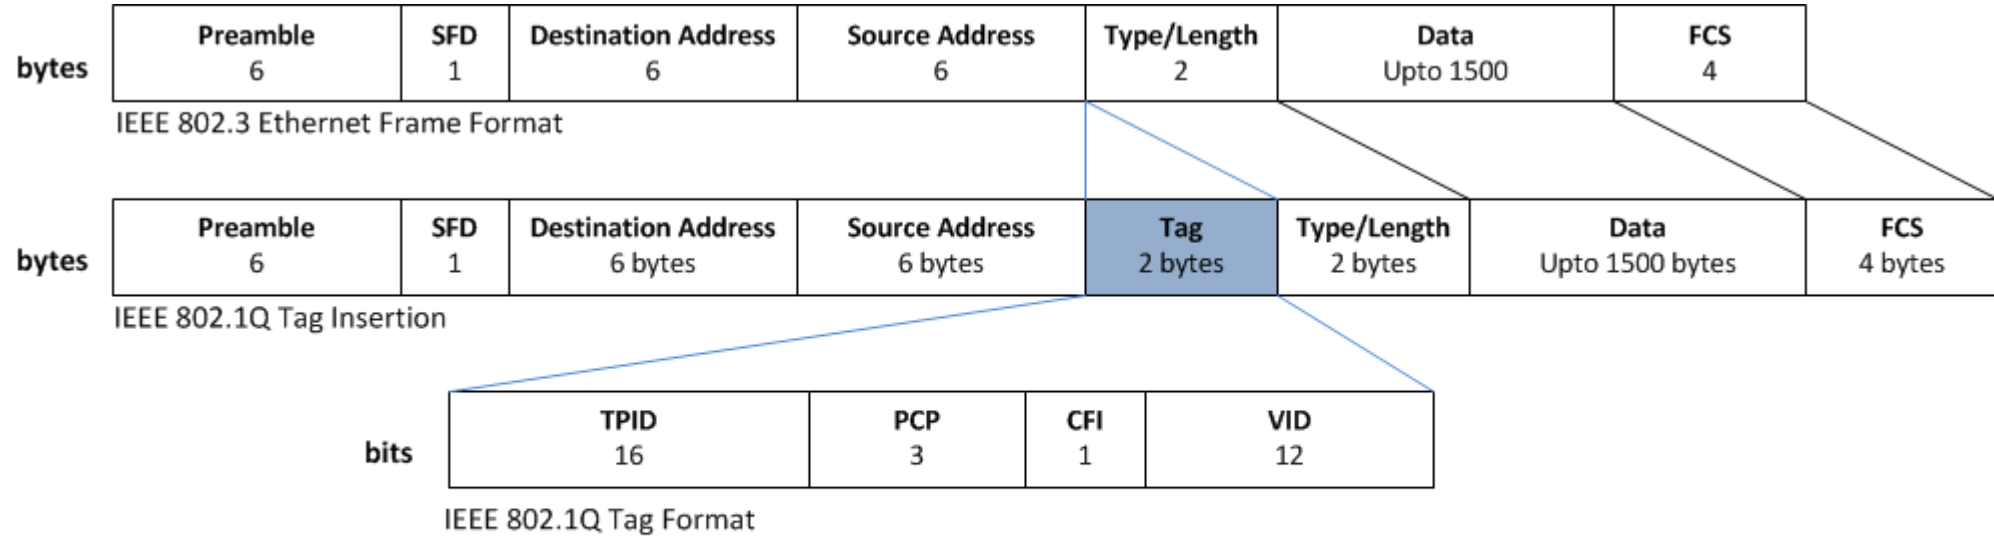 Preamble SFD Destination Address Source Address Type/Length Data FCS
bytes 6 1 6 6 2 Upto 1500 4
IEEE 802.3 Ethernet Frame Format
Preamble SFD Destination Address Source Address Tag Type/Length Data FCS
bytes 6 1 6 bytes 6 bytes 2 bytes 2 bytes Upto 1500 bytes 4 bytes
IEEE 802.1Q Tag Insertion
TPID PCP CFI VID
bits 16 3 1 12
IEEE 802.1Q Tag Format